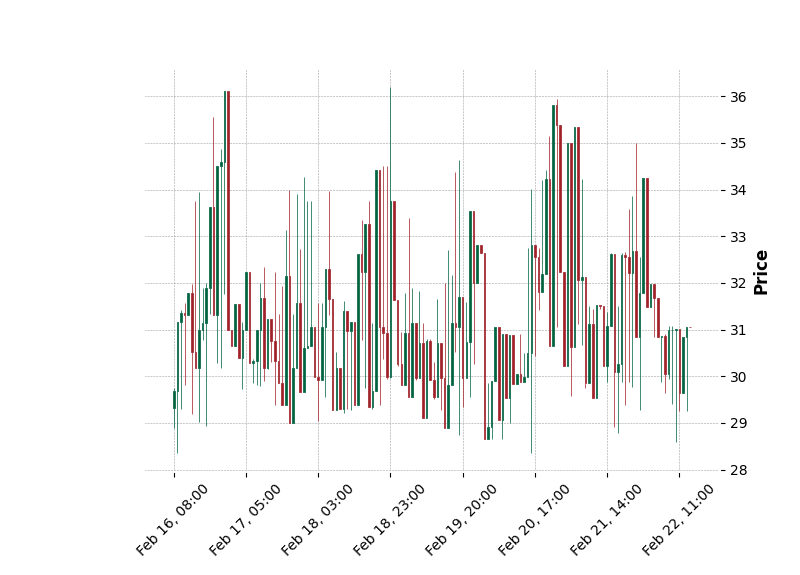 36
35
34
33
32
31
30
29
28
Price
Feb 16, 08:00
Feb 17, 05:00
Feb 18, 03:00
Feb 18, 23:00
Feb 19, 20:00
Feb 20, 17:00
Feb 21, 14:00
Feb 22, 11:00